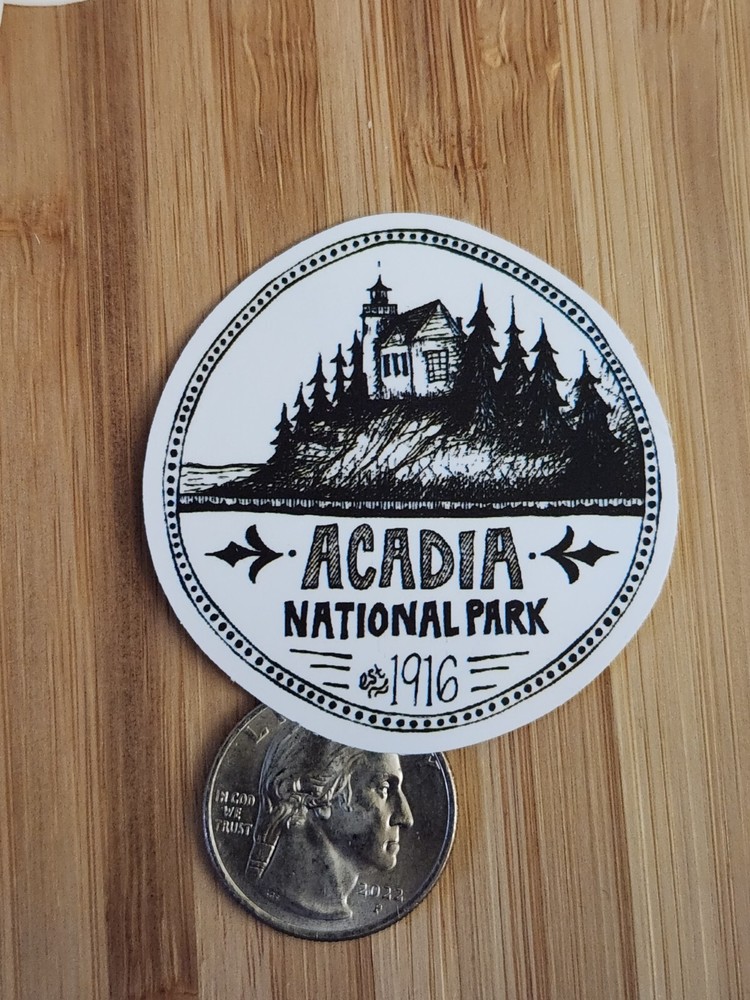 ACADIA
NATIONAL PARK
est 1916
L
IN GOD
WE
TRUST
2022
P